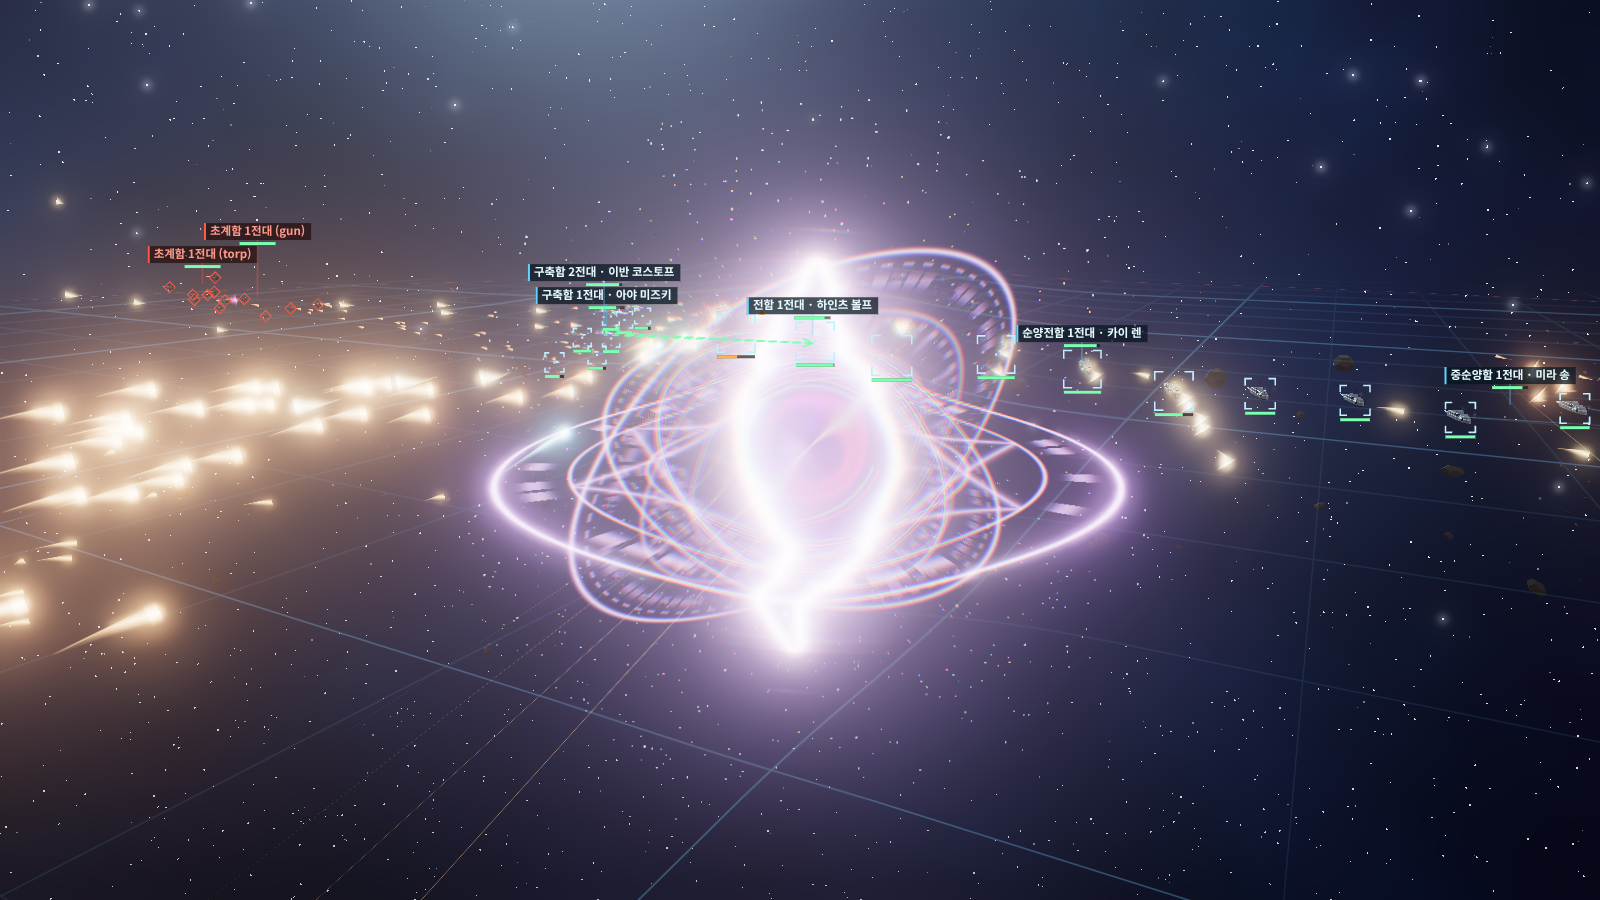 초계함 1전대 (gun)
초계함 1전대 (torp)
구축함 2전대 · 이반 코스토프
구축함 1전대 · 아야 미즈키
전함 1전대 · 하인츠 볼프
순양전함 1전대 · 카이 렌
중순양함 1전대 · 미라 송